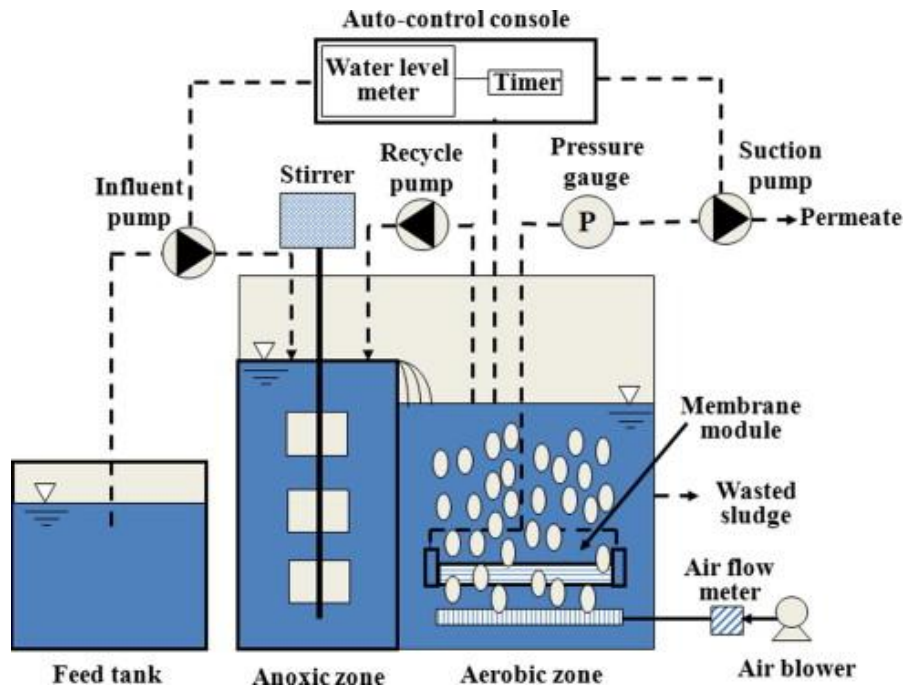 Auto-control console
Water level
meter
Timer
Influent
pump
Stirrer
Recycle
pump
Pressure
gauge
P
Suction
pump
Permeate
Membrane
module
Wasted
sludge
Air flow
meter
Feed tank
Anoxic zone
Aerobic zone
Air blower